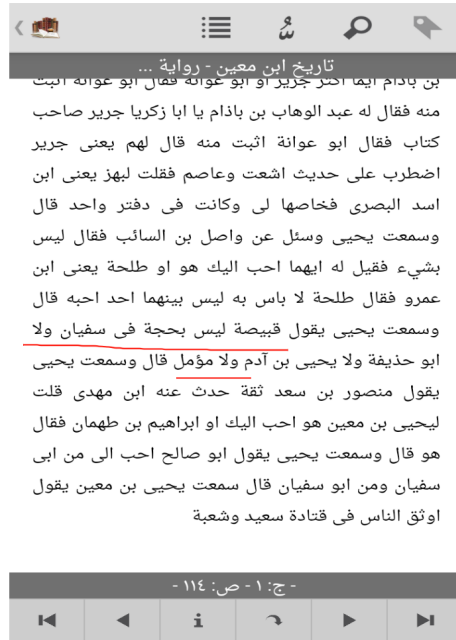 تاريخ ابن معين - رواية ...
بن باذام ايما اكثر جرير او ابو عوانة فقال ابو عوانة اثبت
منه فقال له عبد الوهاب بن باذام يا ابا زكريا جرير صاحب
كتاب فقال ابو عوانة اثبت منه قال لهم يعنى جرير
اضطرب على حديث اشعت وعاصم فقلت لبهز يعنى ابن
اسد البصرى فخاصها لى وكانت فى دفتر واحد قال
وسمعت يحيى وسئل عن واصل بن السائب فقال ليس
بشيء فقيل له ايهما احب اليك هو او طلحة يعنى ابن
عمرو فقال طلحة لا باس به ليس بينهما احد احبه قال
وسمعت يحيى يقول قبيصة ليس بحجة فى سفيان ولا
ابو حذيفة ولا يحيى بن آدم ولا مؤمل قال وسمعت يحيى
يقول منصور بن سعد ثقة حدث عنه ابن مهدى قلت
ليحيى بن معين هو احب اليك او ابراهيم بن طهمان فقال
هو قال وسمعت يحيى يقول ابو صالح احب الى من ابى
سفيان ومن ابو سفيان قال سمعت يحيى بن معين يقول
اوثق الناس فى قتادة سعيد وشعبة
- ج: ١ - ص: ١١٤ -